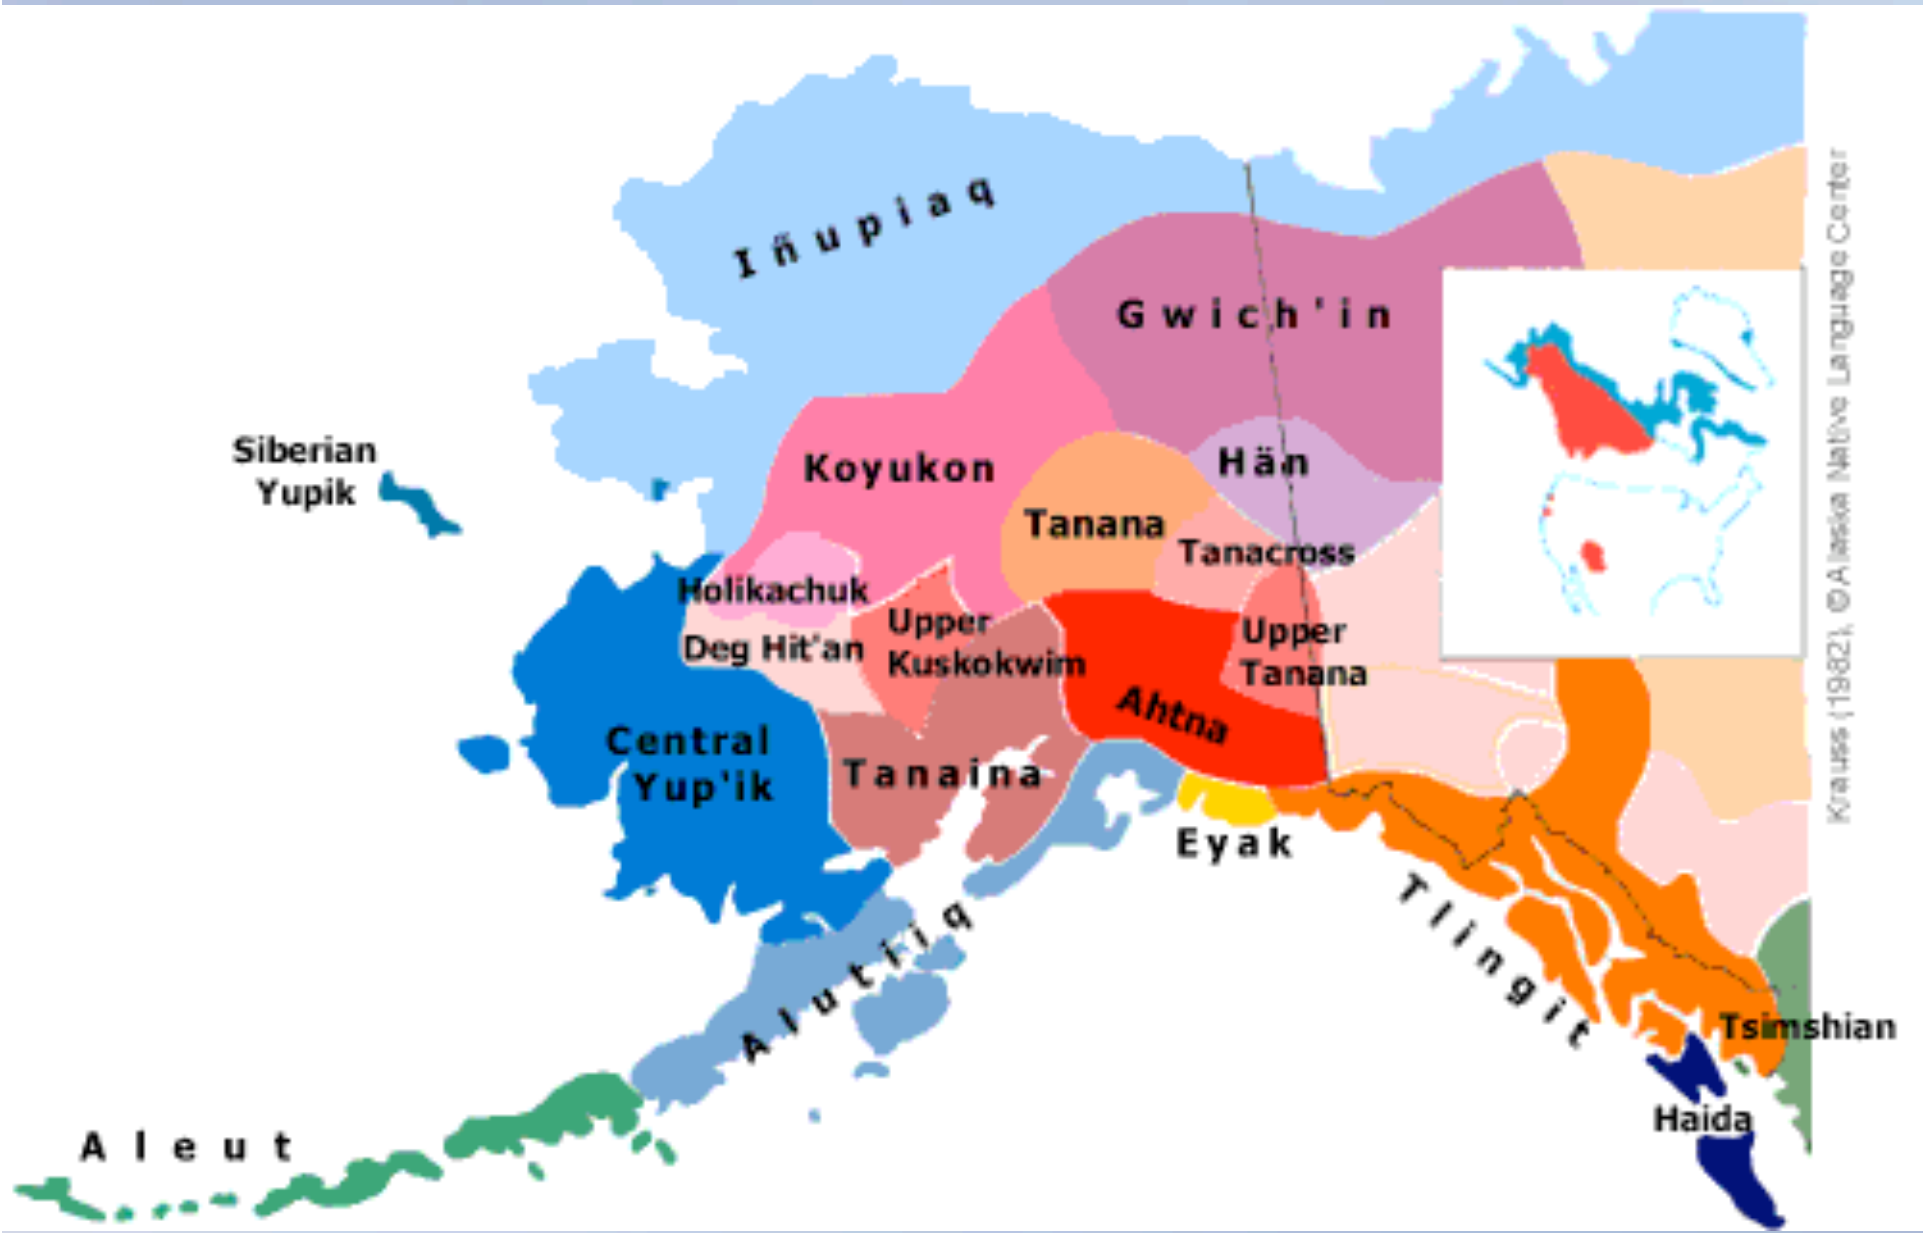 Iñupiaq
Gwich'in
Siberian
Yupik
Koyukon
Hän
Tanana
Tanacross
Holikachuk
Upper
Kuskokwim
Deg Hit'an
Upper
Tanana
Ahtna
Central
Yup'ik
Tanaina
Eyak
Alutiiq
Tlingit
Tsimshian
Haida
Aleut
Krauss [1982], © Alaska Native Language Center